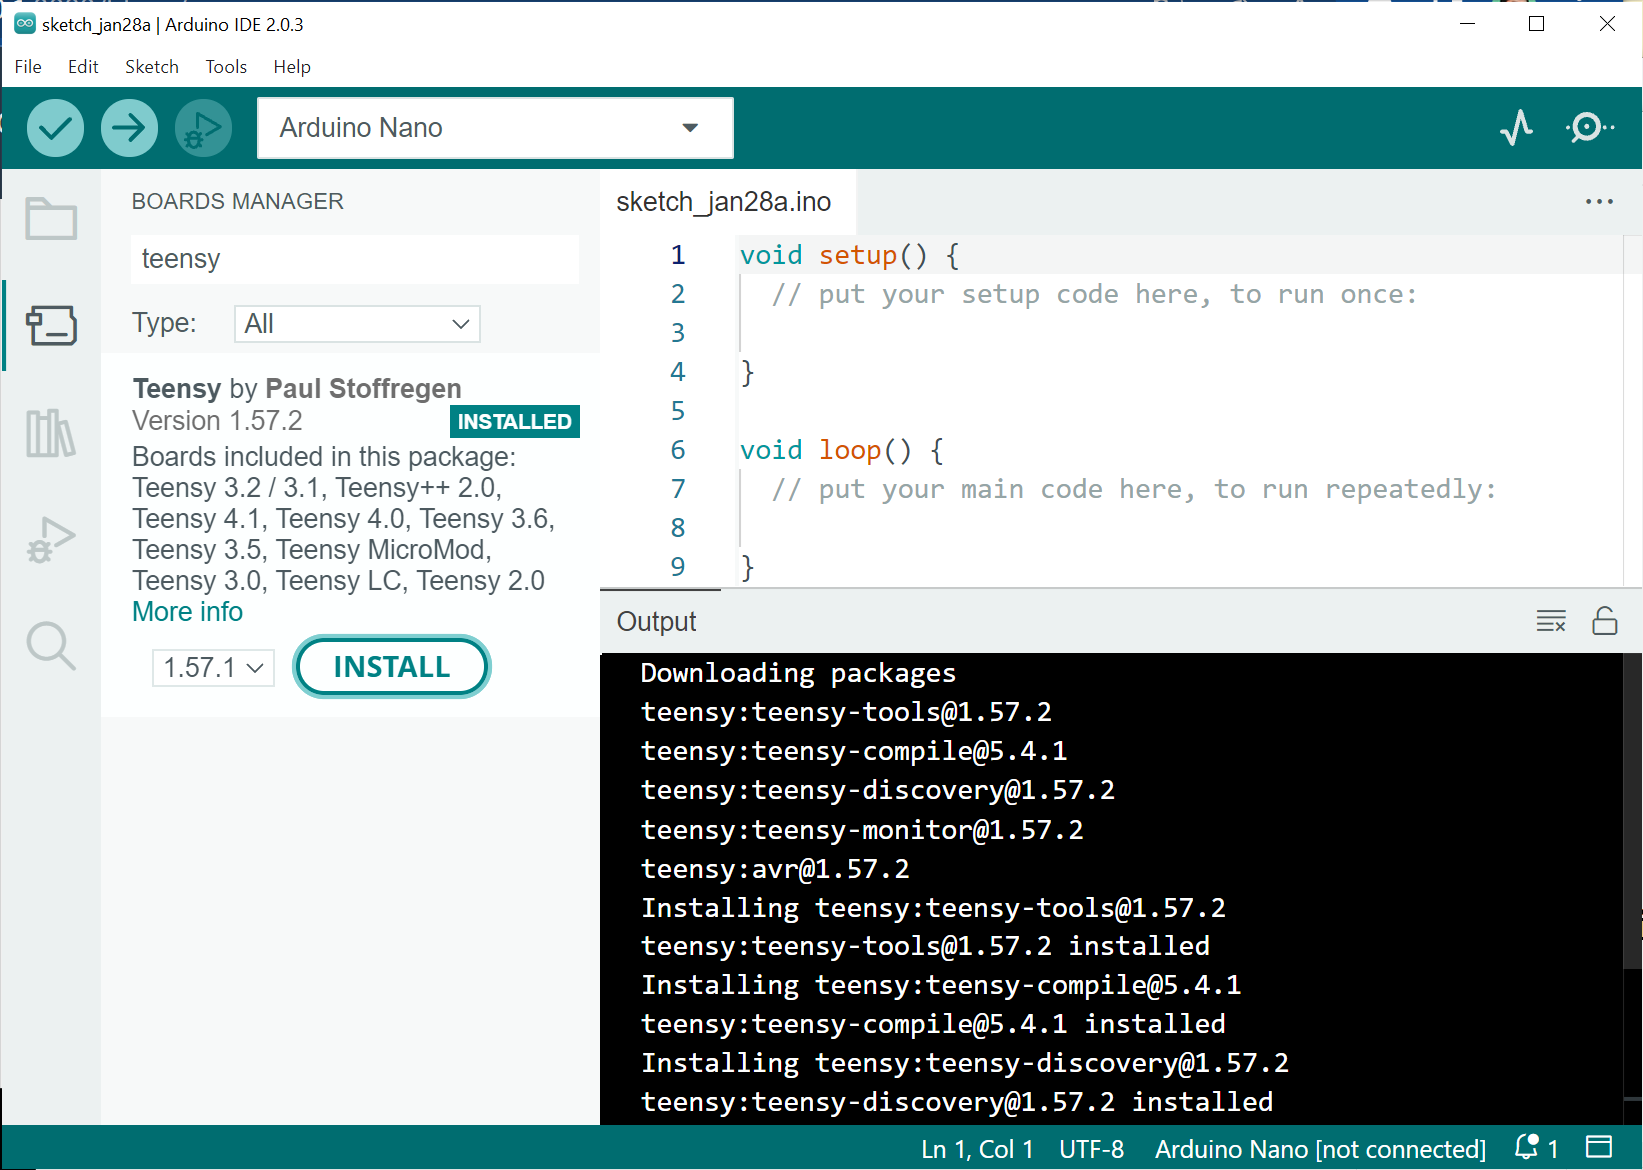 sketch_jan28a | Arduino IDE 2.0.3
File Edit Sketch Tools Help
Arduino Nano
BOARDS MANAGER
teensy
Type: All
Teensy by Paul Stoffregen
Version 1.57.2
INSTALLED
Boards included in this package:
Teensy 3.2 / 3.1, Teensy++ 2.0,
Teensy 4.1, Teensy 4.0, Teensy 3.6,
Teensy 3.5, Teensy MicroMod,
Teensy 3.0, Teensy LC, Teensy 2.0
More info
1.57.1 INSTALL
sketch_jan28a.ino
1 void setup() {
2 // put your setup code here, to run once:
3
4 }
5
6 void loop() {
7 // put your main code here, to run repeatedly:
8
9 }
Output
Downloading packages
teensy:teensy-tools@1.57.2
teensy:teensy-compile@5.4.1
teensy:teensy-discovery@1.57.2
teensy:teensy-monitor@1.57.2
teensy:avr@1.57.2
Installing teensy:teensy-tools@1.57.2
teensy:teensy-tools@1.57.2 installed
Installing teensy:teensy-compile@5.4.1
teensy:teensy-compile@5.4.1 installed
Installing teensy:teensy-discovery@1.57.2
teensy:teensy-discovery@1.57.2 installed
Ln 1, Col 1 UTF-8 Arduino Nano [not connected] 1